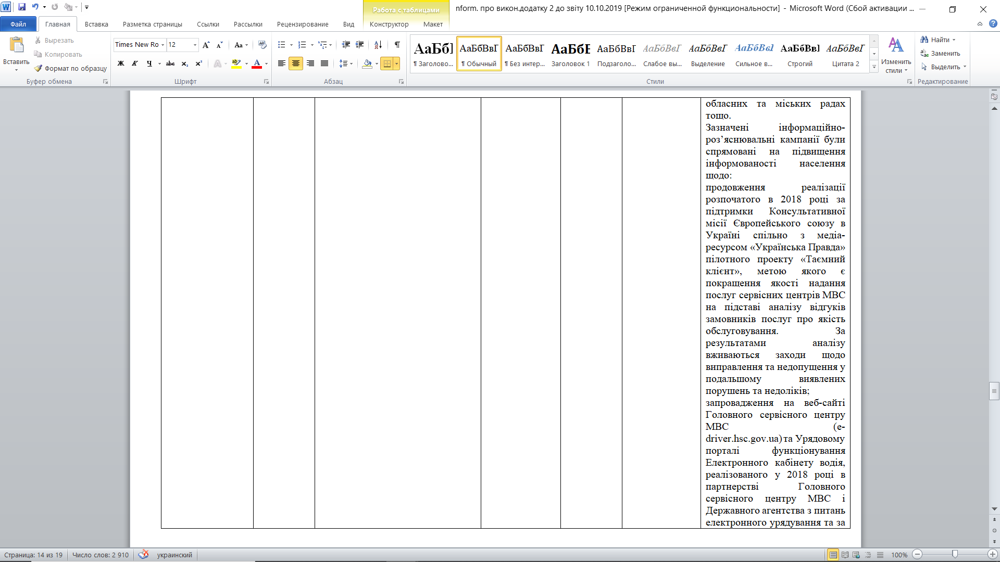 Работа с таблицами
nform. про викон.додатку 2 до звіту 10.10.2019 [Режим ограниченной функциональности] - Microsoft Word (Сбой активации ...
Файл
Главная
Вставка
Разметка страницы
Ссылки
Рассылки
Рецензирование
Вид
Конструктор
Макет
Вставить
Вырезать
Копировать
Формат по образцу
Буфер обмена
Times New Ro
12
Шрифт
Абзац
АаБбІ АаБбВвГ АаБбВвГ АаБбЕ АаБбВвГ АаБбВвГ АаБбВвГ АаБбВвІ АаБбВвІ АаБбВвГ
¶ Заголово... ¶ Обычный ¶ Без интер... Заголовок 1 Подзаголо... Слабое вы... Выделение Сильное в... Строгий Цитата 2
Стили
Изменить
стили
Найти
Заменить
Выделить
Редактирование
обласних та міських радах
тощо.
Зазначені інформаційно-
роз’яснювальні кампанії були
спрямовані на підвищення
інформованості населення
щодо:
продовження реалізації
розпочатого в 2018 році за
підтримки Консультативної
місії Європейського союзу в
Україні спільно з медіа-
ресурсом «Українська Правда»
пілотного проекту «Таємний
клієнт», метою якого є
покращення якості надання
послуг сервісних центрів МВС
на підставі аналізу відгуків
замовників послуг про якість
обслуговування. За
результатами аналізу
вживаються заходи щодо
виправлення та недопущення у
подальшому виявлених
порушень та недоліків;
запровадження на веб-сайті
Головного сервісного центру
МВС (e-
driver.hsc.gov.ua) та Урядовому
порталі функціонування
Електронного кабінету водія,
реалізованого у 2018 році в
партнерстві Головного
сервісного центру МВС і
Державного агентства з питань
електронного урядування та за
Страница: 14 из 19
Число слов: 2 910
украинский
100%